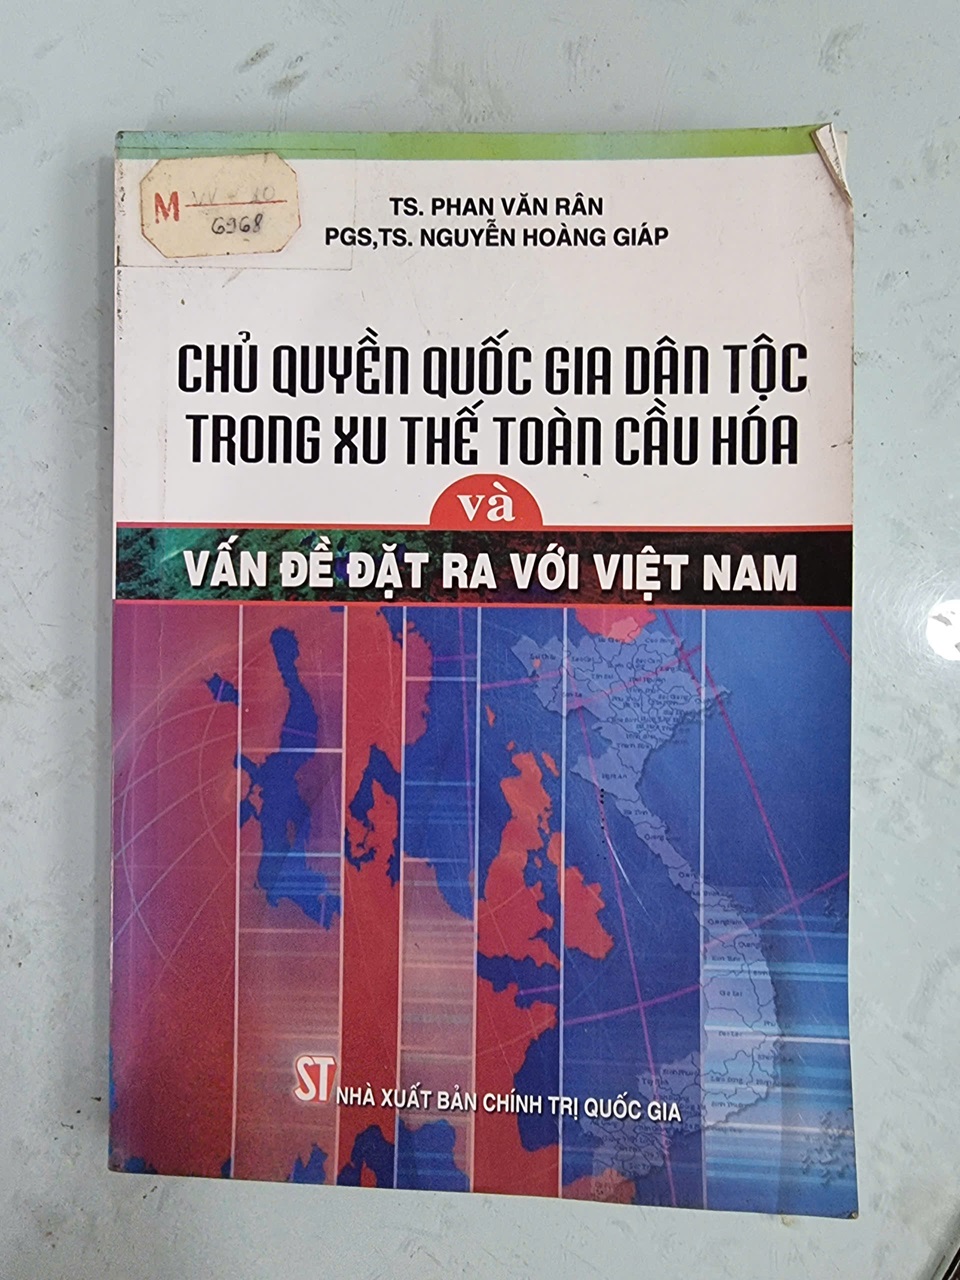 M VV - 10
6968
TS. PHAN VĂN RÂN
PGS,TS. NGUYỄN HOÀNG GIÁP
CHỦ QUYỀN QUỐC GIA DÂN TỘC
TRONG XU THẾ TOÀN CẦU HÓA
và
VẤN ĐỀ ĐẶT RA VỚI VIỆT NAM
ST NHÀ XUẤT BẢN CHÍNH TRỊ QUỐC GIA